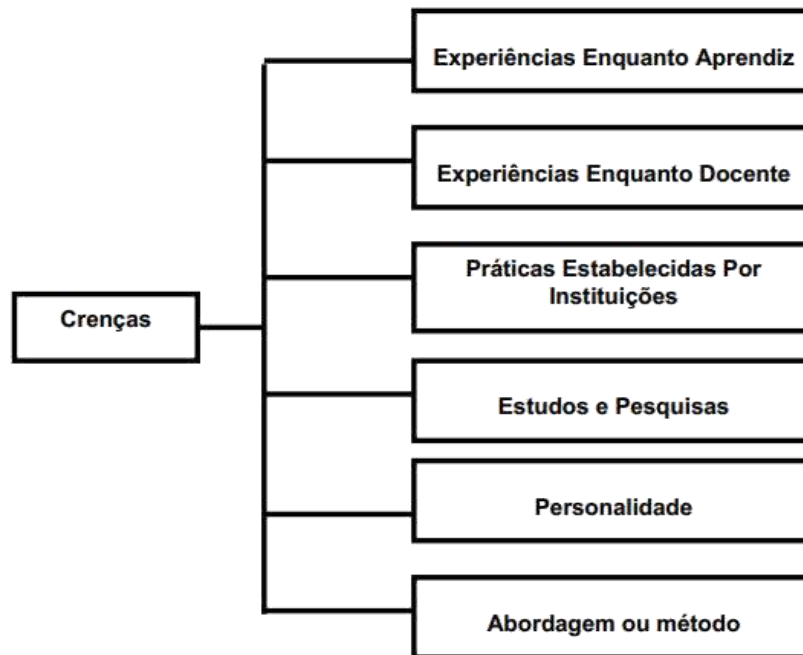 Experiências Enquanto Aprendiz
Experiências Enquanto Docente
Práticas Estabelecidas Por
Instituições
Crenças
Estudos e Pesquisas
Personalidade
Abordagem ou método